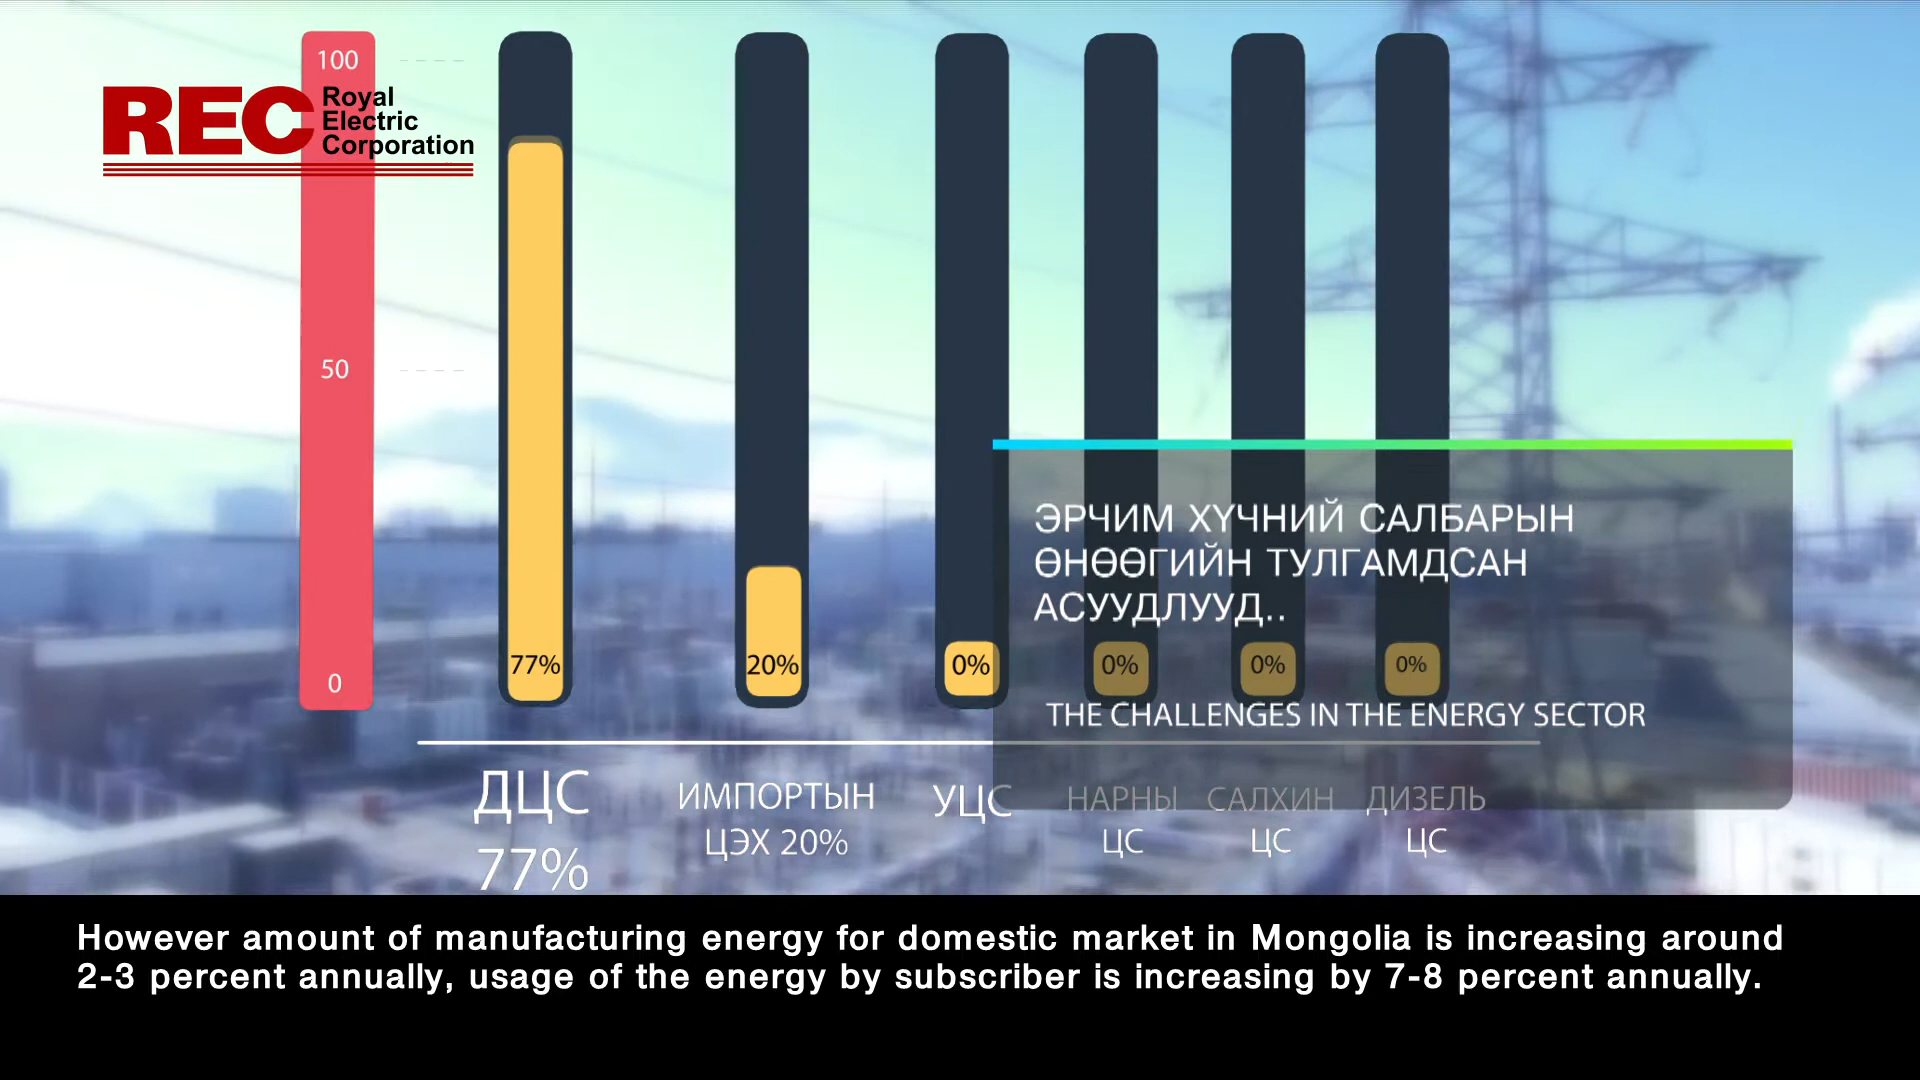 100
REC
Royal
Electric
Corporation
50
0
77%
20%
0%
0%
0%
0%
ЭРЧИМ ХҮЧНИЙ САЛБАРЫН
ӨНӨӨГИЙН ТУЛГАМДСАН
АСУУДЛУУД..
THE CHALLENGES IN THE ENERGY SECTOR
ДЦС
77%
ИМПОРТЫН
ЦЭХ 20%
УЦС
НАРНЫ
ЦС
САЛХИН
ЦС
ДИЗЕЛЬ
ЦС
However amount of manufacturing energy for domestic market in Mongolia is increasing around
2-3 percent annually, usage of the energy by subscriber is increasing by 7-8 percent annually.